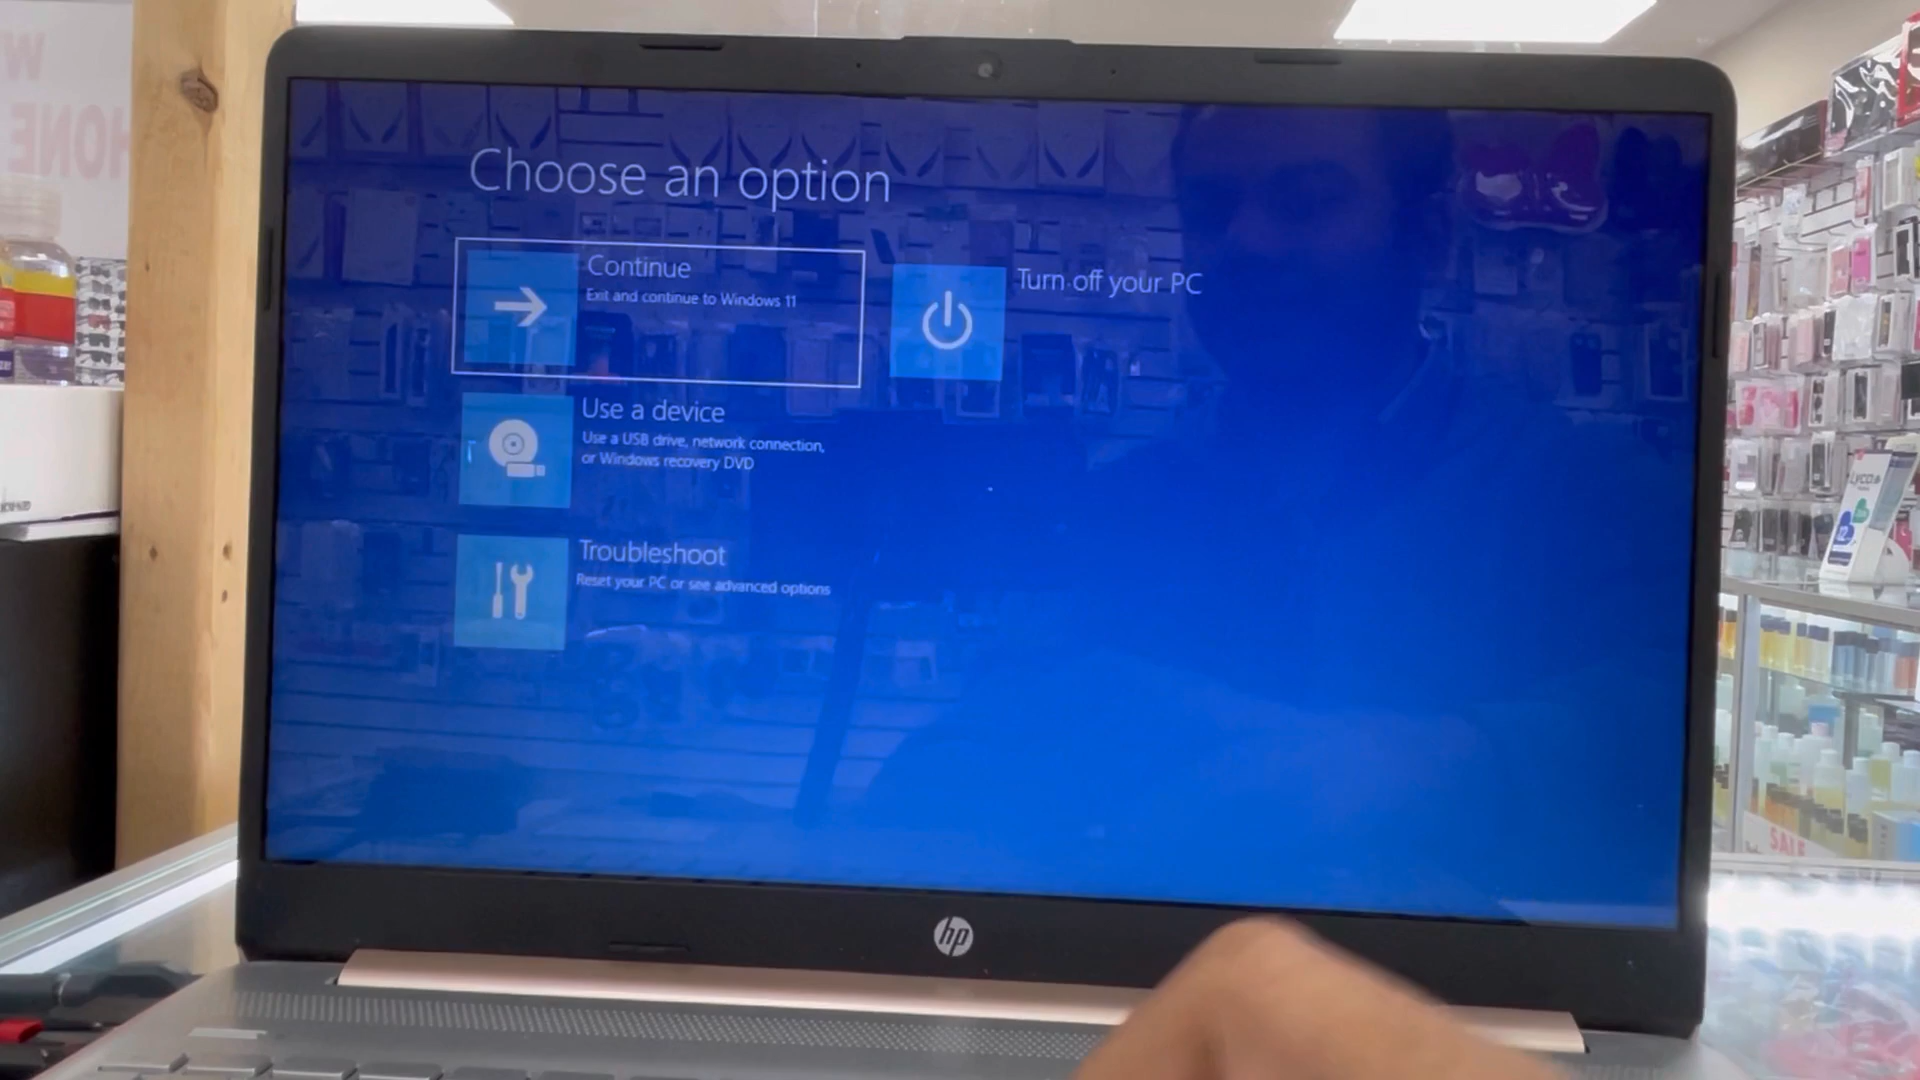 Choose an option
Continue
Exit and continue to Windows 11
Turn off your PC
Use a device
Use a USB drive, network connection,
or Windows recovery DVD
Troubleshoot
Reset your PC or see advanced options
hp
SALE